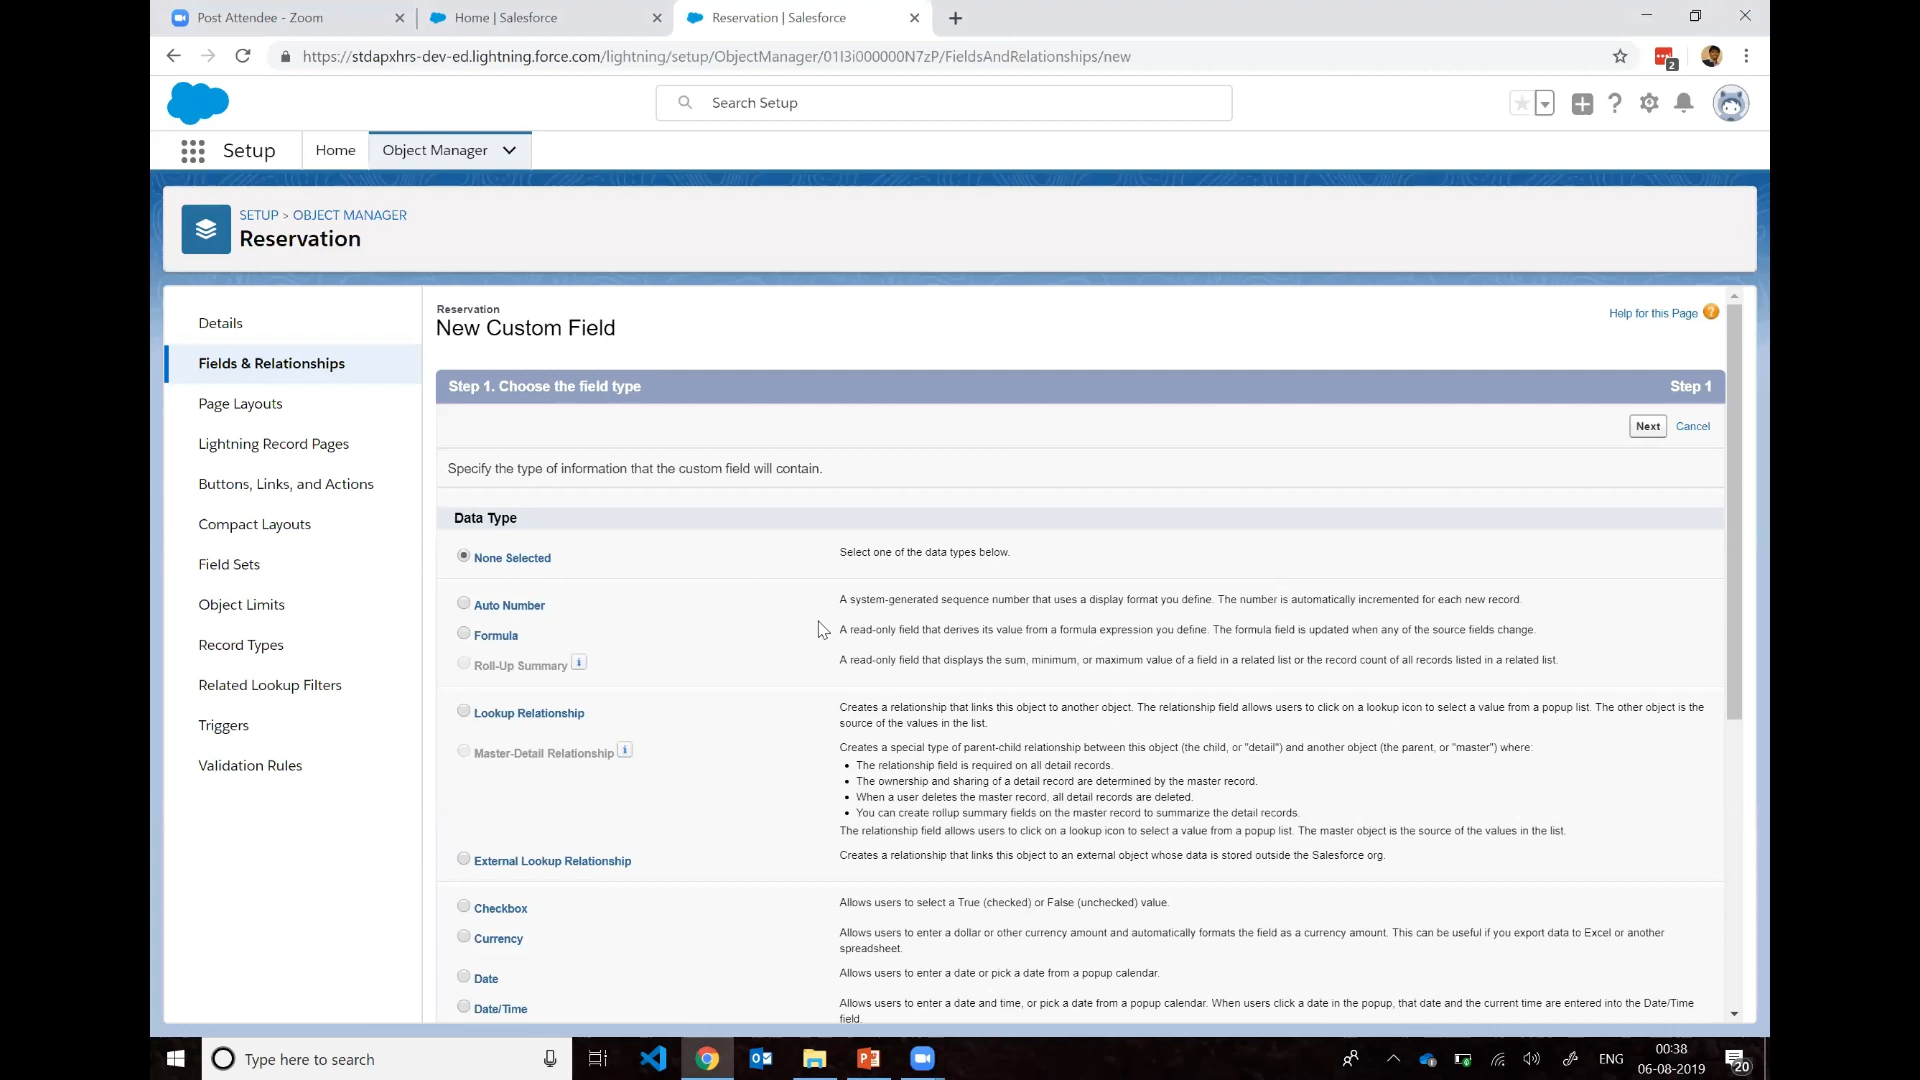 Post Attendee - Zoom
Home | Salesforce
Reservation | Salesforce
https://stdapxhrs-dev-ed.lightning.force.com/lightning/setup/ObjectManager/01I3i000000N7zP/FieldsAndRelationships/new
2
Search Setup
Setup
Home
Object Manager
SETUP > OBJECT MANAGER
Reservation
Details
Fields & Relationships
Page Layouts
Lightning Record Pages
Buttons, Links, and Actions
Compact Layouts
Field Sets
Object Limits
Record Types
Related Lookup Filters
Triggers
Validation Rules
Reservation
New Custom Field
Help for this Page
Step 1. Choose the field type
Step 1
Next
Cancel
Specify the type of information that the custom field will contain.
Data Type
None Selected
Select one of the data types below.
Auto Number
A system-generated sequence number that uses a display format you define. The number is automatically incremented for each new record.
Formula
A read-only field that derives its value from a formula expression you define. The formula field is updated when any of the source fields change.
Roll-Up Summary
A read-only field that displays the sum, minimum, or maximum value of a field in a related list or the record count of all records listed in a related list.
Lookup Relationship
Creates a relationship that links this object to another object. The relationship field allows users to click on a lookup icon to select a value from a popup list. The other object is the
source of the values in the list.
Master-Detail Relationship
Creates a special type of parent-child relationship between this object (the child, or "detail") and another object (the parent, or "master") where:
• The relationship field is required on all detail records.
• The ownership and sharing of a detail record are determined by the master record.
• When a user deletes the master record, all detail records are deleted.
• You can create rollup summary fields on the master record to summarize the detail records.
The relationship field allows users to click on a lookup icon to select a value from a popup list. The master object is the source of the values in the list.
External Lookup Relationship
Creates a relationship that links this object to an external object whose data is stored outside the Salesforce org.
Checkbox
Allows users to select a True (checked) or False (unchecked) value.
Currency
Allows users to enter a dollar or other currency amount and automatically formats the field as a currency amount. This can be useful if you export data to Excel or another
spreadsheet.
Date
Allows users to enter a date or pick a date from a popup calendar.
Date/Time
Allows users to enter a date and time, or pick a date from a popup calendar. When users click a date in the popup, that date and the current time are entered into the Date/Time
field.
Type here to search
ENG
00:38
06-08-2019
20